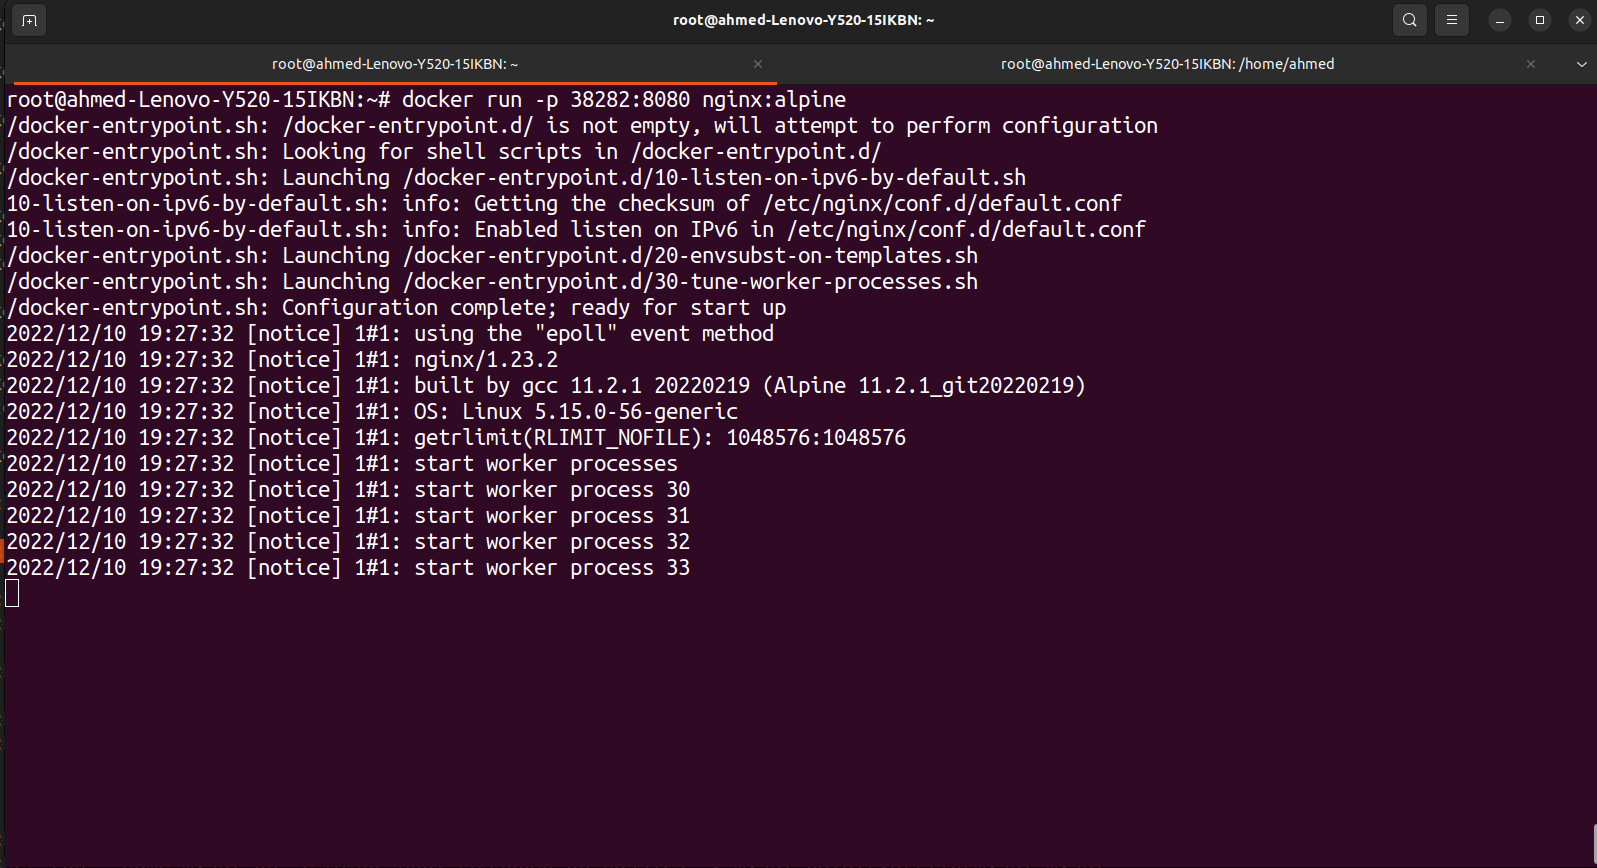 root@ahmed-Lenovo-Y520-15IKBN: ~
root@ahmed-Lenovo-Y520-15IKBN: ~
root@ahmed-Lenovo-Y520-15IKBN: /home/ahmed
root@ahmed-Lenovo-Y520-15IKBN:~# docker run -p 38282:8080 nginx:alpine
/docker-entrypoint.sh: /docker-entrypoint.d/ is not empty, will attempt to perform configuration
/docker-entrypoint.sh: Looking for shell scripts in /docker-entrypoint.d/
/docker-entrypoint.sh: Launching /docker-entrypoint.d/10-listen-on-ipv6-by-default.sh
10-listen-on-ipv6-by-default.sh: info: Getting the checksum of /etc/nginx/conf.d/default.conf
10-listen-on-ipv6-by-default.sh: info: Enabled listen on IPv6 in /etc/nginx/conf.d/default.conf
/docker-entrypoint.sh: Launching /docker-entrypoint.d/20-envsubst-on-templates.sh
/docker-entrypoint.sh: Launching /docker-entrypoint.d/30-tune-worker-processes.sh
/docker-entrypoint.sh: Configuration complete; ready for start up
2022/12/10 19:27:32 [notice] 1#1: using the "epoll" event method
2022/12/10 19:27:32 [notice] 1#1: nginx/1.23.2
2022/12/10 19:27:32 [notice] 1#1: built by gcc 11.2.1 20220219 (Alpine 11.2.1_git20220219)
2022/12/10 19:27:32 [notice] 1#1: OS: Linux 5.15.0-56-generic
2022/12/10 19:27:32 [notice] 1#1: getrlimit(RLIMIT_NOFILE): 1048576:1048576
2022/12/10 19:27:32 [notice] 1#1: start worker processes
2022/12/10 19:27:32 [notice] 1#1: start worker process 30
2022/12/10 19:27:32 [notice] 1#1: start worker process 31
2022/12/10 19:27:32 [notice] 1#1: start worker process 32
2022/12/10 19:27:32 [notice] 1#1: start worker process 33